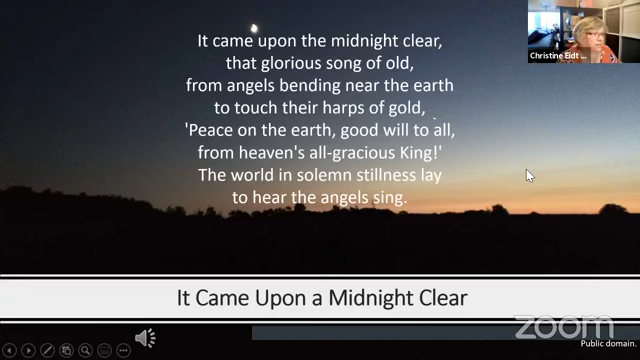 It came upon the midnight clear,
that glorious song of old,
from angels bending near the earth
to touch their harps of gold,
'Peace on the earth, good will to all,
from heaven's all-gracious King!'
The world in solemn stillness lay
to hear the angels sing.
Christine Eidt ...
It Came Upon a Midnight Clear
zoom
Public domain.